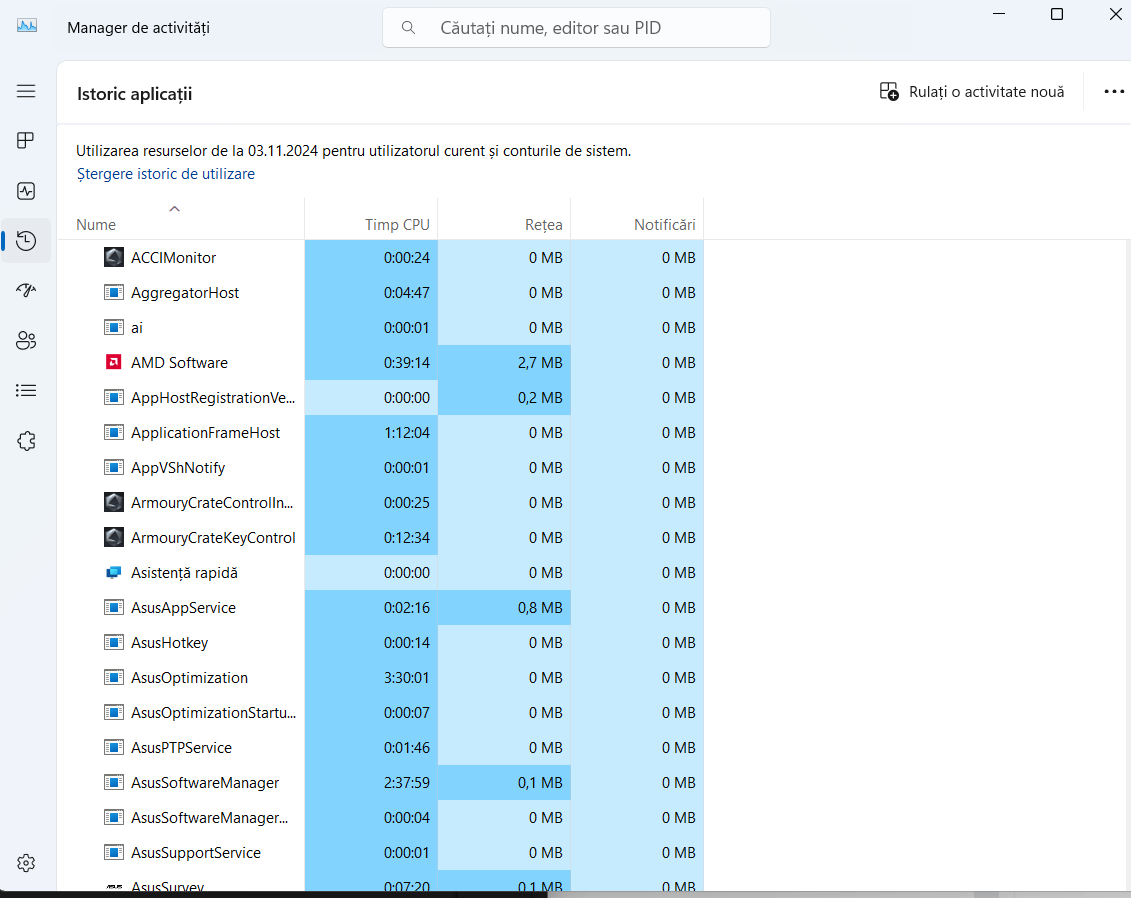 Manager de activități
Căutați nume, editor sau PID
Istoric aplicații
Rulați o activitate nouă
Utilizarea resurselor de la 03.11.2024 pentru utilizatorul curent și conturile de sistem.
Ștergere istoric de utilizare
Nume Timp CPU Rețea Notificări
ACCIMonitor 0:00:24 0 MB 0 MB
AggregatorHost 0:04:47 0 MB 0 MB
ai 0:00:01 0 MB 0 MB
AMD Software 0:39:14 2,7 MB 0 MB
AppHostRegistrationVe... 0:00:00 0,2 MB 0 MB
ApplicationFrameHost 1:12:04 0 MB 0 MB
AppVShNotify 0:00:01 0 MB 0 MB
ArmouryCrateControlIn... 0:00:25 0 MB 0 MB
ArmouryCrateKeyControl 0:12:34 0 MB 0 MB
Asistență rapidă 0:00:00 0 MB 0 MB
AsusAppService 0:02:16 0,8 MB 0 MB
AsusHotkey 0:00:14 0 MB 0 MB
AsusOptimization 3:30:01 0 MB 0 MB
AsusOptimizationStartu... 0:00:07 0 MB 0 MB
AsusPTPService 0:01:46 0 MB 0 MB
AsusSoftwareManager 2:37:59 0,1 MB 0 MB
AsusSoftwareManager... 0:00:04 0 MB 0 MB
AsusSupportService 0:00:01 0 MB 0 MB
AsusSurvey 0:07:20 0,1 MB 0 MB